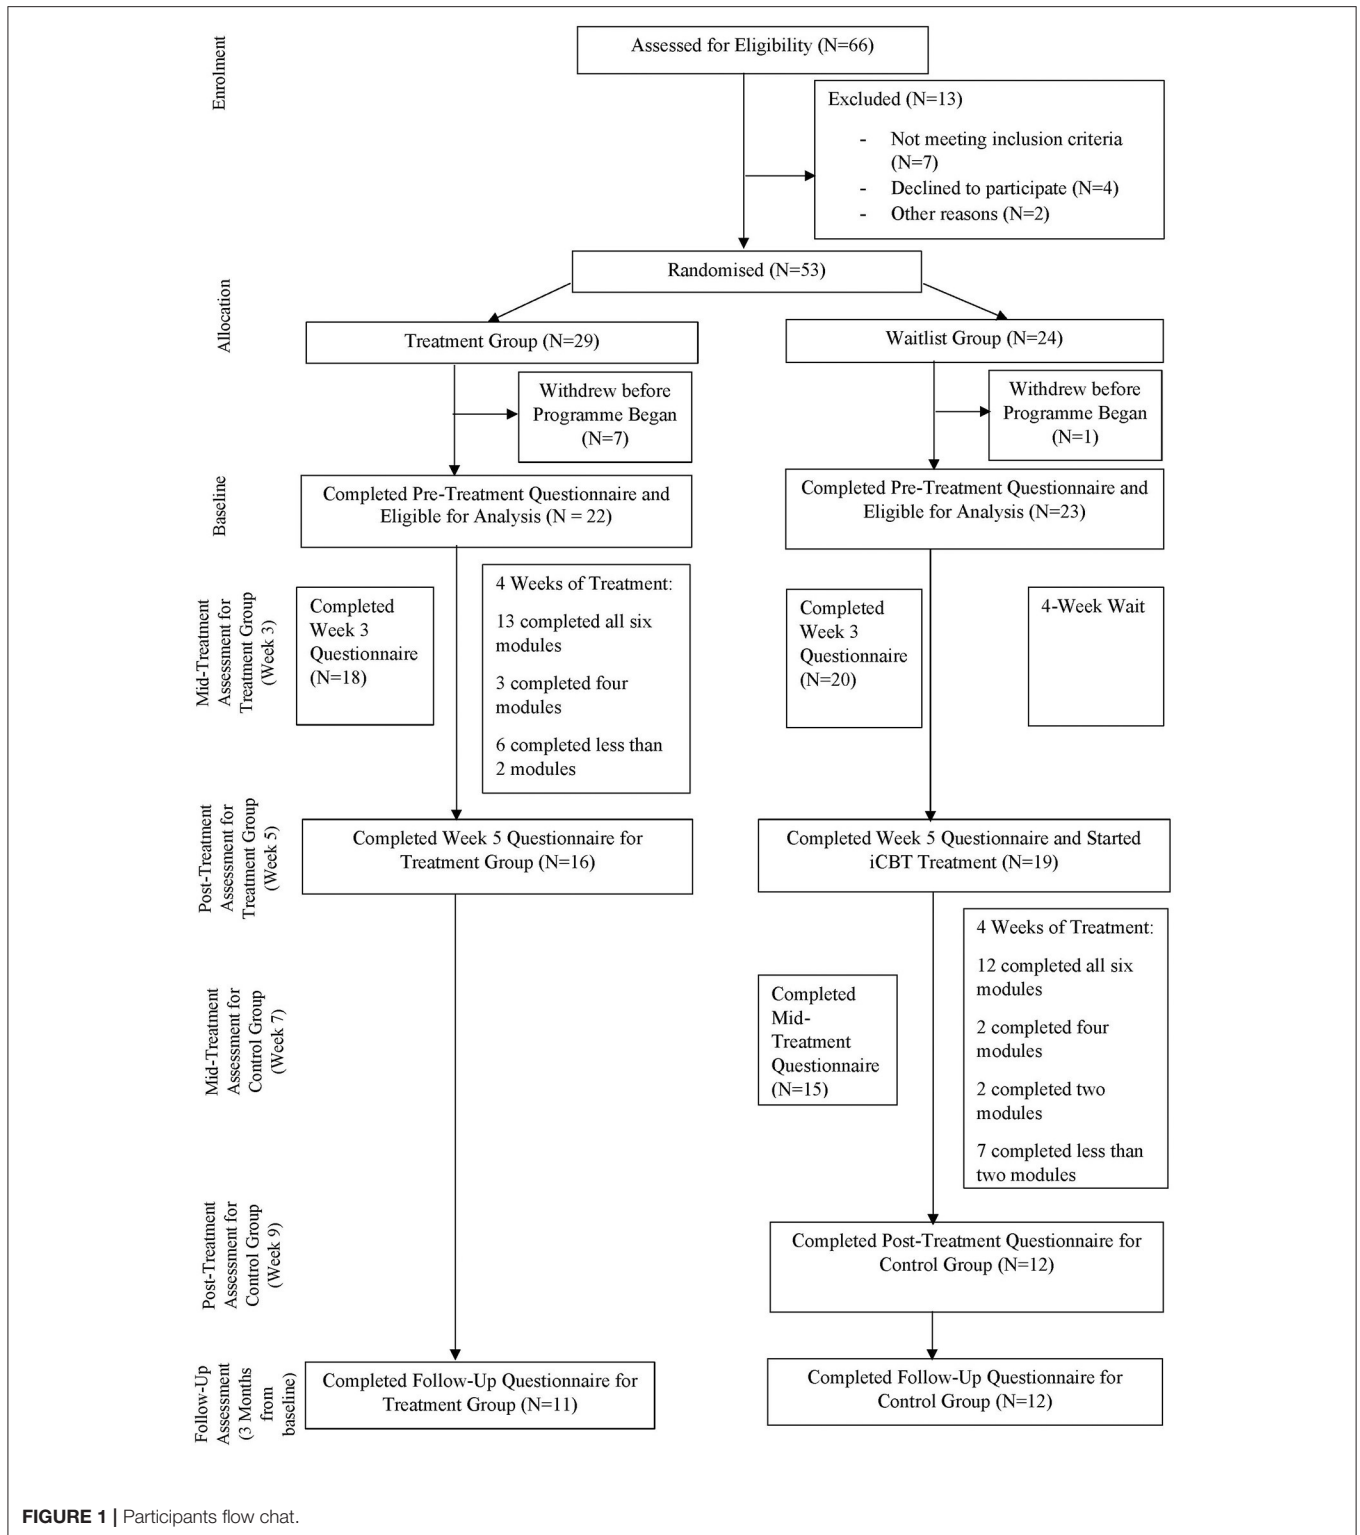 Enrolment
Assessed for Eligibility (N=66)
Excluded (N=13)
- Not meeting inclusion criteria
(N=7)
- Declined to participate (N=4)
- Other reasons (N=2)
Allocation
Randomised (N=53)
Treatment Group (N=29)
Waitlist Group (N=24)
Withdrew before
Programme Began
(N=7)
Withdrew before
Programme Began
(N=1)
Baseline
Completed Pre-Treatment Questionnaire and
Eligible for Analysis (N = 22)
Completed Pre-Treatment Questionnaire and
Eligible for Analysis (N=23)
Mid-Treatment
Assessment for
Treatment Group
(Week 3)
Completed
Week 3
Questionnaire
(N=18)
4 Weeks of Treatment:
13 completed all six
modules
3 completed four
modules
6 completed less than
2 modules
Completed
Week 3
Questionnaire
(N=20)
4-Week Wait
Post-Treatment
Assessment for
Treatment Group
(Week 5)
Completed Week 5 Questionnaire for
Treatment Group (N=16)
Completed Week 5 Questionnaire and Started
iCBT Treatment (N=19)
Mid-Treatment
Assessment for
Control Group
(Week 7)
Completed
Mid-
Treatment
Questionnaire
(N=15)
4 Weeks of Treatment:
12 completed all six
modules
2 completed four
modules
2 completed two
modules
7 completed less than
two modules
Post-Treatment
Assessment for
Control Group
(Week 9)
Completed Post-Treatment Questionnaire for
Control Group (N=12)
Follow-Up
Assessment
(3 Months
from
baseline)
Completed Follow-Up Questionnaire for
Treatment Group (N=11)
Completed Follow-Up Questionnaire for
Control Group (N=12)
FIGURE 1 | Participants flow chat.